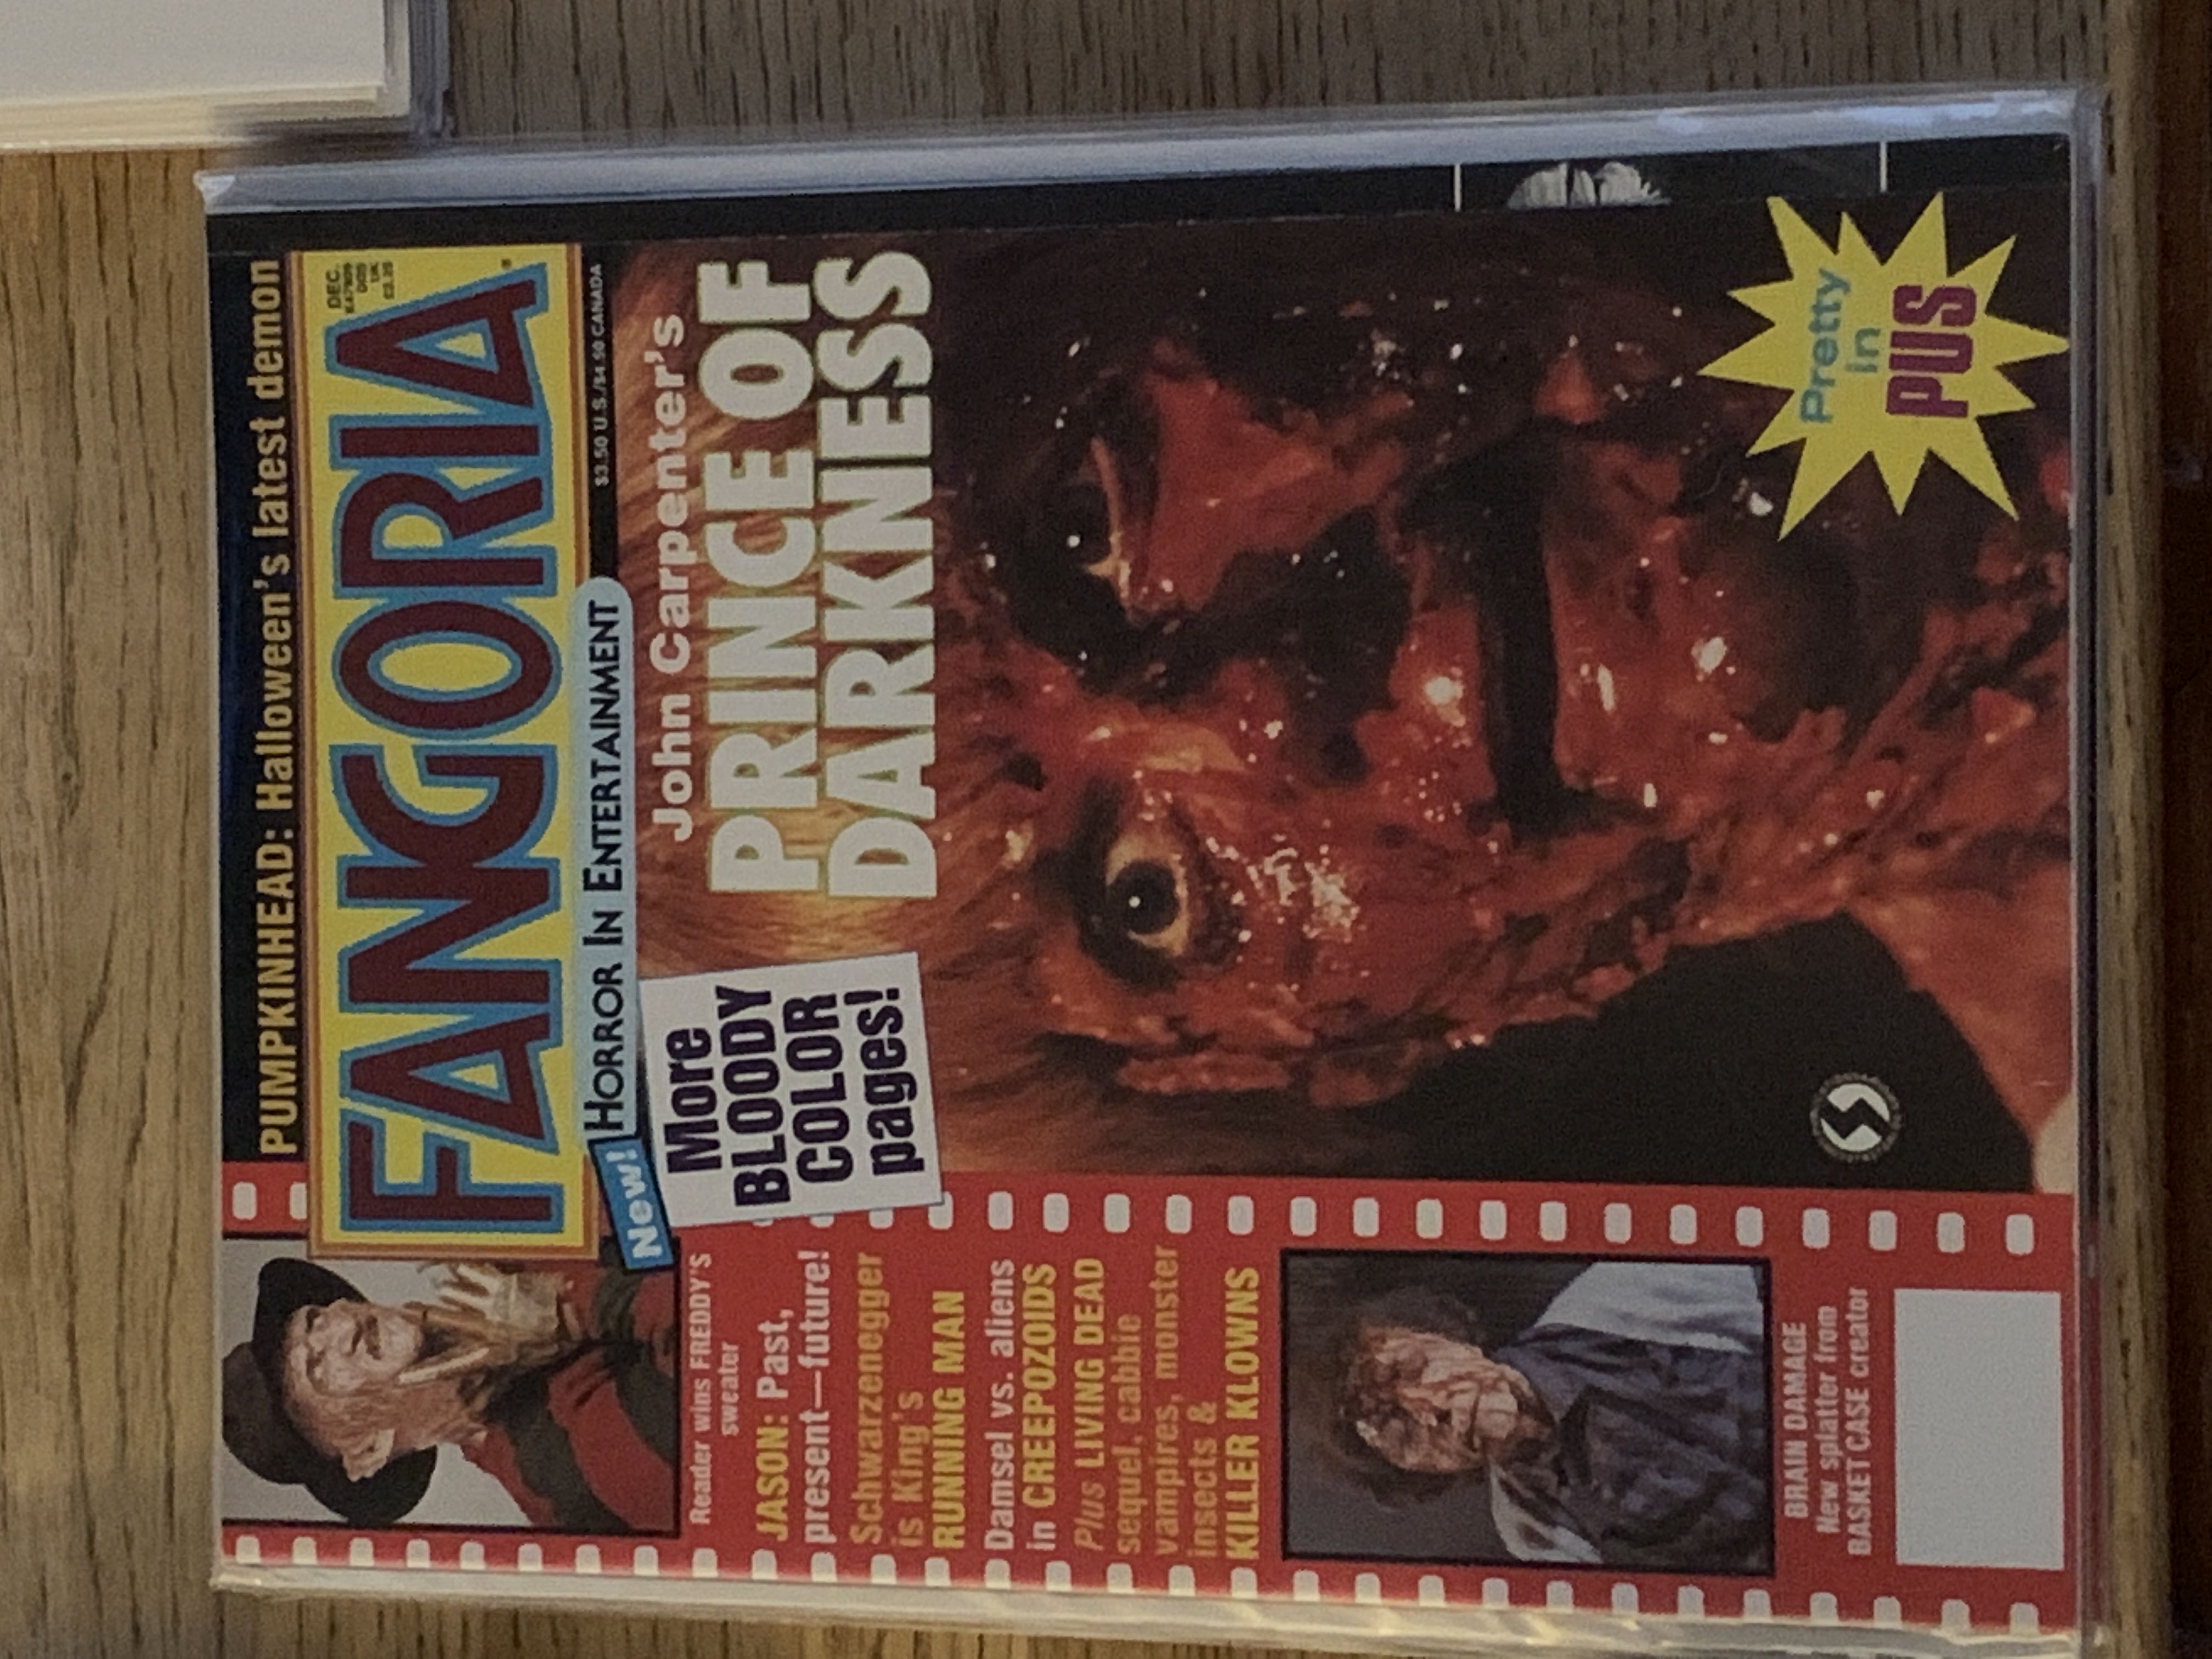 PUMPKINHEAD: Halloween's latest demon
FANGORIA
DEC.
UK
$3.50 U.S./$4.50 CANADA
New! HORROR IN ENTERTAINMENT
John Carpenter's
PRINCE OF
DARKNESS
More
BLOODY
COLOR
pages!
Reader wins FREDDY'S
sweater
JASON: Past,
present—future!
Schwarzenegger
is King's
RUNNING MAN
Damsel vs. aliens
in CREEPOZOIDS
Plus LIVING DEAD
sequel, cabbie
vampires, monster
insects &
KILLER KLOWNS
BRAIN DAMAGE
New splatter from
BASKET CASE creator
Pretty
in
PUS